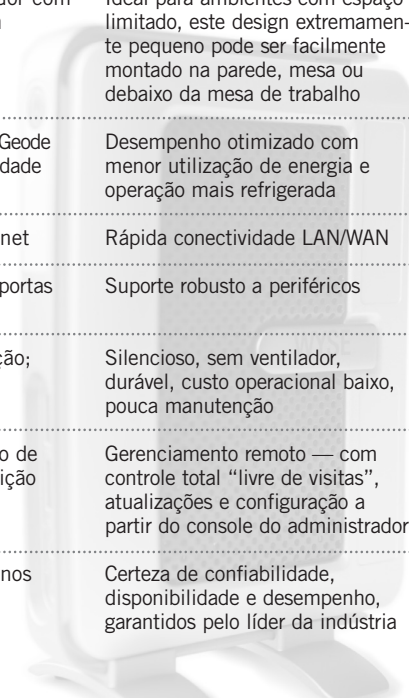 dor com
Ideal para ambientes com espaço
limitado, este design extremamen-
te pequeno pode ser facilmente
montado na parede, mesa ou
debaixo da mesa de trabalho
Geode
dade
Desempenho otimizado com
menor utilização de energia e
operação mais refrigerada
net
Rápida conectividade LAN/WAN
portas
Suporte robusto a periféricos
ção;
Silencioso, sem ventilador,
durável, custo operacional baixo,
pouca manutenção
o de
ição
Gerenciamento remoto — com
controle total “livre de visitas”,
atualizações e configuração a
partir do console do administrador
nos
Certeza de confiabilidade,
disponibilidade e desempenho,
garantidos pelo líder da indústria